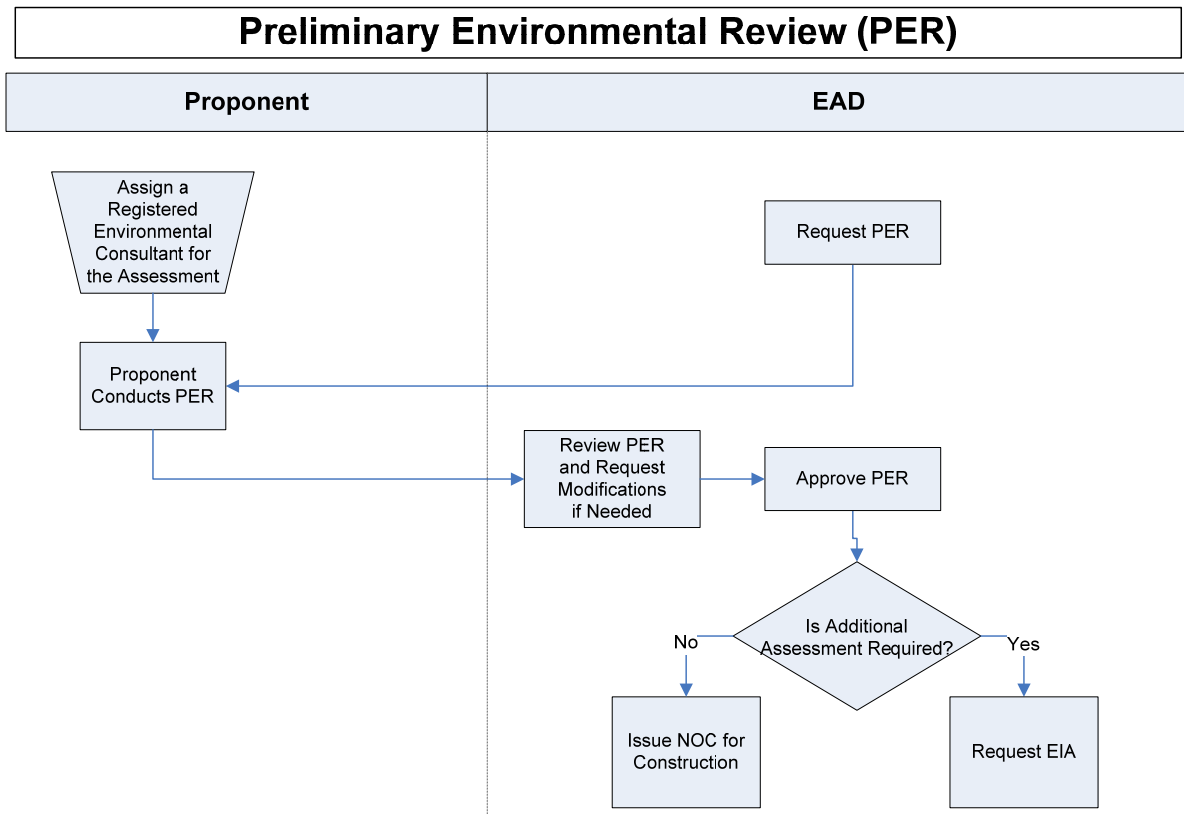 Preliminary Environmental Review (PER)
Proponent
EAD
Assign a
Registered
Environmental
Consultant for
the Assessment
Request PER
Proponent
Conducts PER
Review PER
and Request
Modifications
if Needed
Approve PER
Is Additional
Assessment Required?
No
Yes
Issue NOC for
Construction
Request EIA